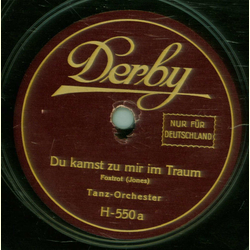 Derby
NUR FÜR
DEUTSCHLAND
Du kamst zu mir im Traum
Foxtrot (Jones)
Tanz-Orchester
H-550a